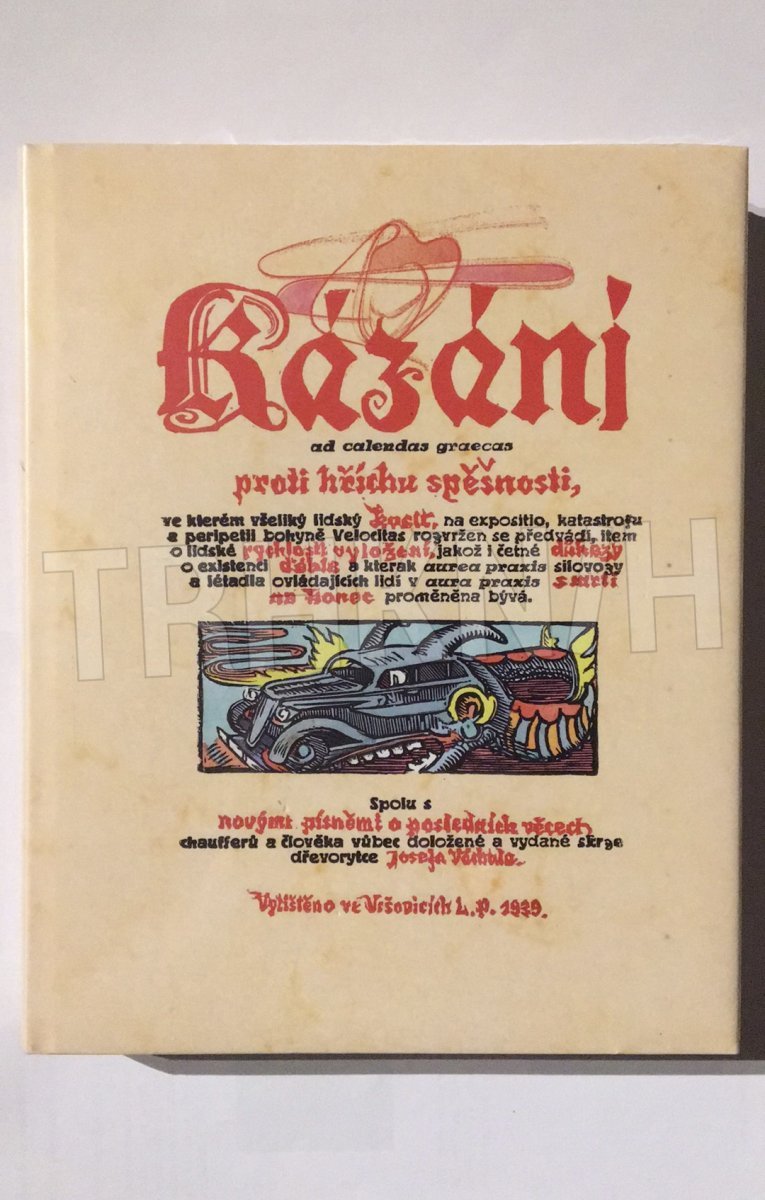 Kázáni
ad calendas graecas
proti hříchu spěšnosti,
ve kterém všeliký lidský kvalt, na expositio, katastrofu
a peripetii bohyně Velocitas rozvržen se předvádí, item
o lidské rychlosti vyložení, jakož i četné důkazy
o existenci ďábla a kterak aurea praxis silovozy
a létadla ovládajících lidí v aura praxis smrti
na konec proměněna bývá.
Spolu s
novými písněmi o posledních věcech
chaufferů a člověka vůbec doložené a vydané skrze
dřevorytce Josefa Váchala.
Vytištěno ve Vršovicích L.P. 1939.